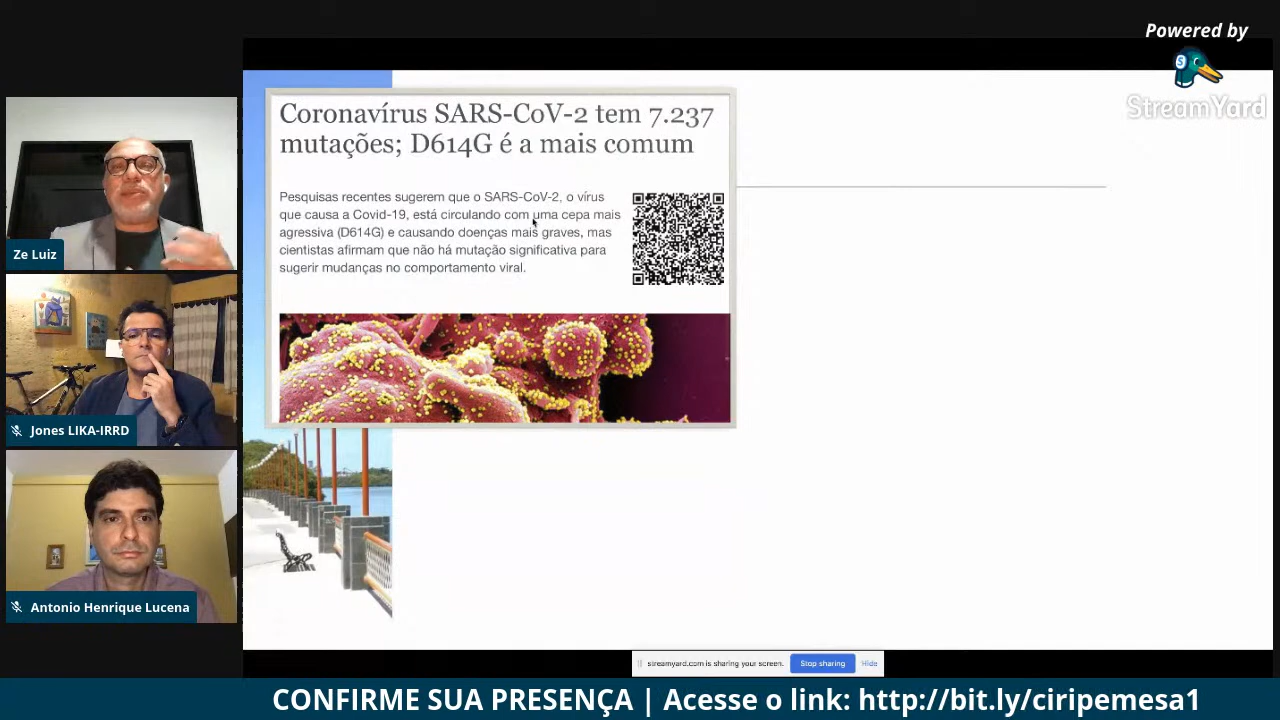 Powered by
StreamYard
Coronavírus SARS-CoV-2 tem 7.237
mutações; D614G é a mais comum
Pesquisas recentes sugerem que o SARS-CoV-2, o vírus
que causa a Covid-19, está circulando com uma cepa mais
agressiva (D614G) e causando doenças mais graves, mas
cientistas afirmam que não há mutação significativa para
sugerir mudanças no comportamento viral.
Ze Luiz
Jones LIKA-IRRD
Antonio Henrique Lucena
streamyard.com is sharing your screen.
Stop sharing
Hide
CONFIRME SUA PRESENÇA | Acesse o link: http://bit.ly/ciripemesa1